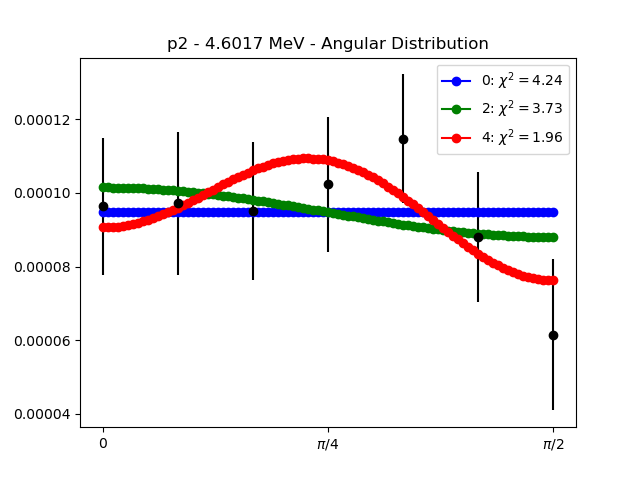 p2 - 4.6017 MeV - Angular Distribution
0: χ² = 4.24
2: χ² = 3.73
4: χ² = 1.96
0.00012
0.00010
0.00008
0.00006
0.00004
0
π/4
π/2